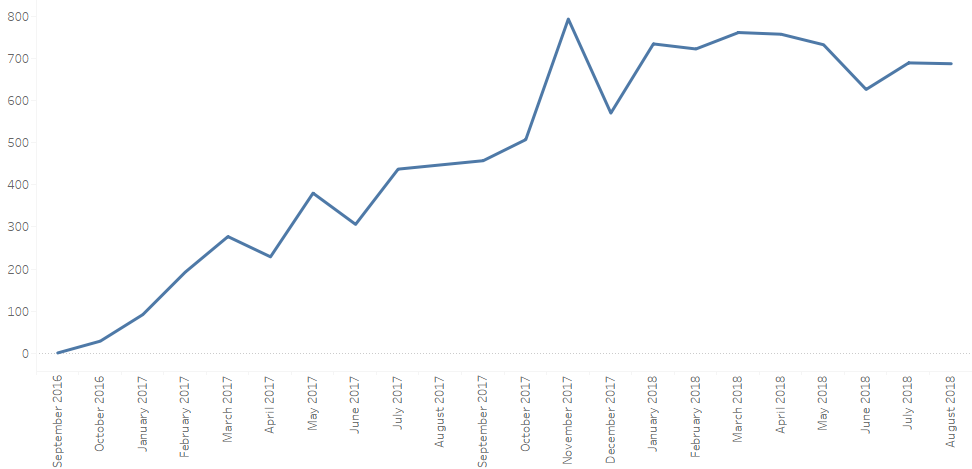 800
700
600
500
400
300
200
100
0
September 2016
October 2016
January 2017
February 2017
March 2017
April 2017
May 2017
June 2017
July 2017
August 2017
September 2017
October 2017
November 2017
December 2017
January 2018
February 2018
March 2018
April 2018
May 2018
June 2018
July 2018
August 2018